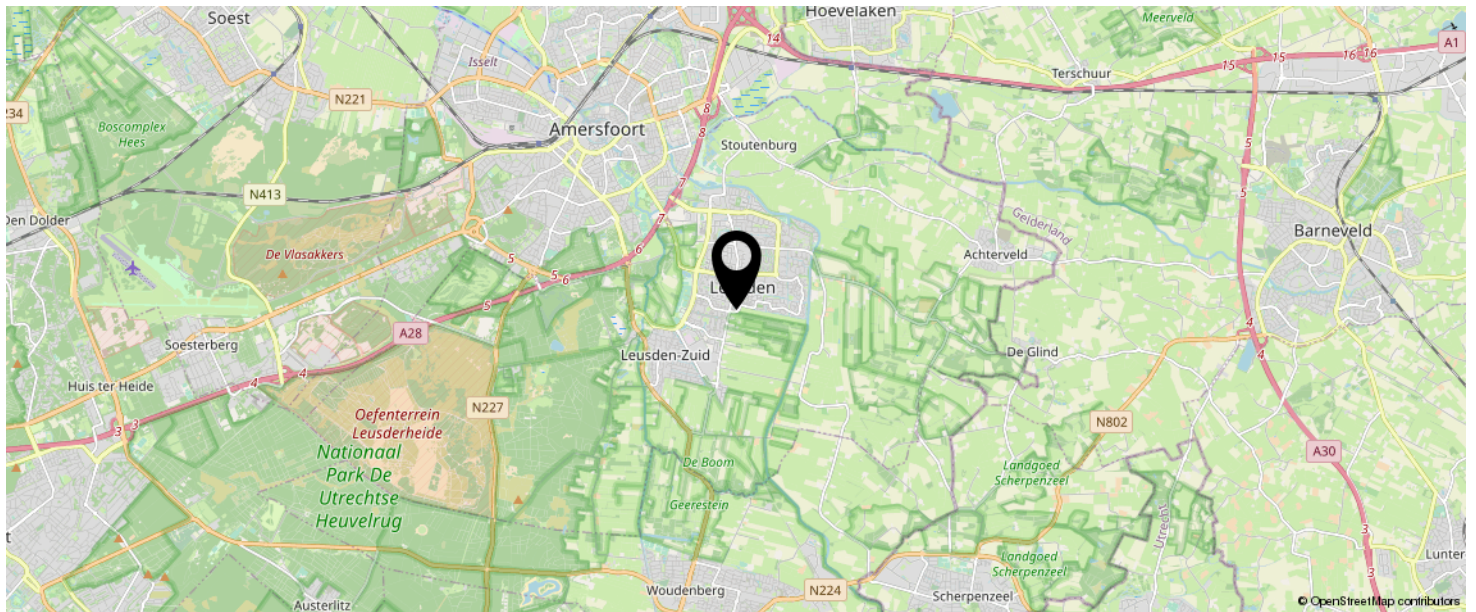 Soest
Hoevelaken
Meerveld
A1
14
15
15
16
16
Isselt
Terschuur
N221
234
8
8
Boscomplex
Hees
Amersfoort
Stoutenburg
5
5
N413
7
7
Gelderland
Den Dolder
De Vlasakkers
6
5
5
6
Achterveld
Barneveld
5
Leusden
A28
4
4
Soesterberg
Leusden-Zuid
De Glind
Huis ter Heide
4
4
3
3
N227
N802
Oefenterrein
Leusderheide
Nationaal
Park De
Utrechtse
Heuvelrug
De Boom
Geerestein
Landgoed
Scherpenzeel
A30
Utrecht
3
3
Landgoed
Scherpenzeel
Lunter
t
Woudenberg
N224
Scherpenzeel
Austerlitz
© OpenStreetMap contributors